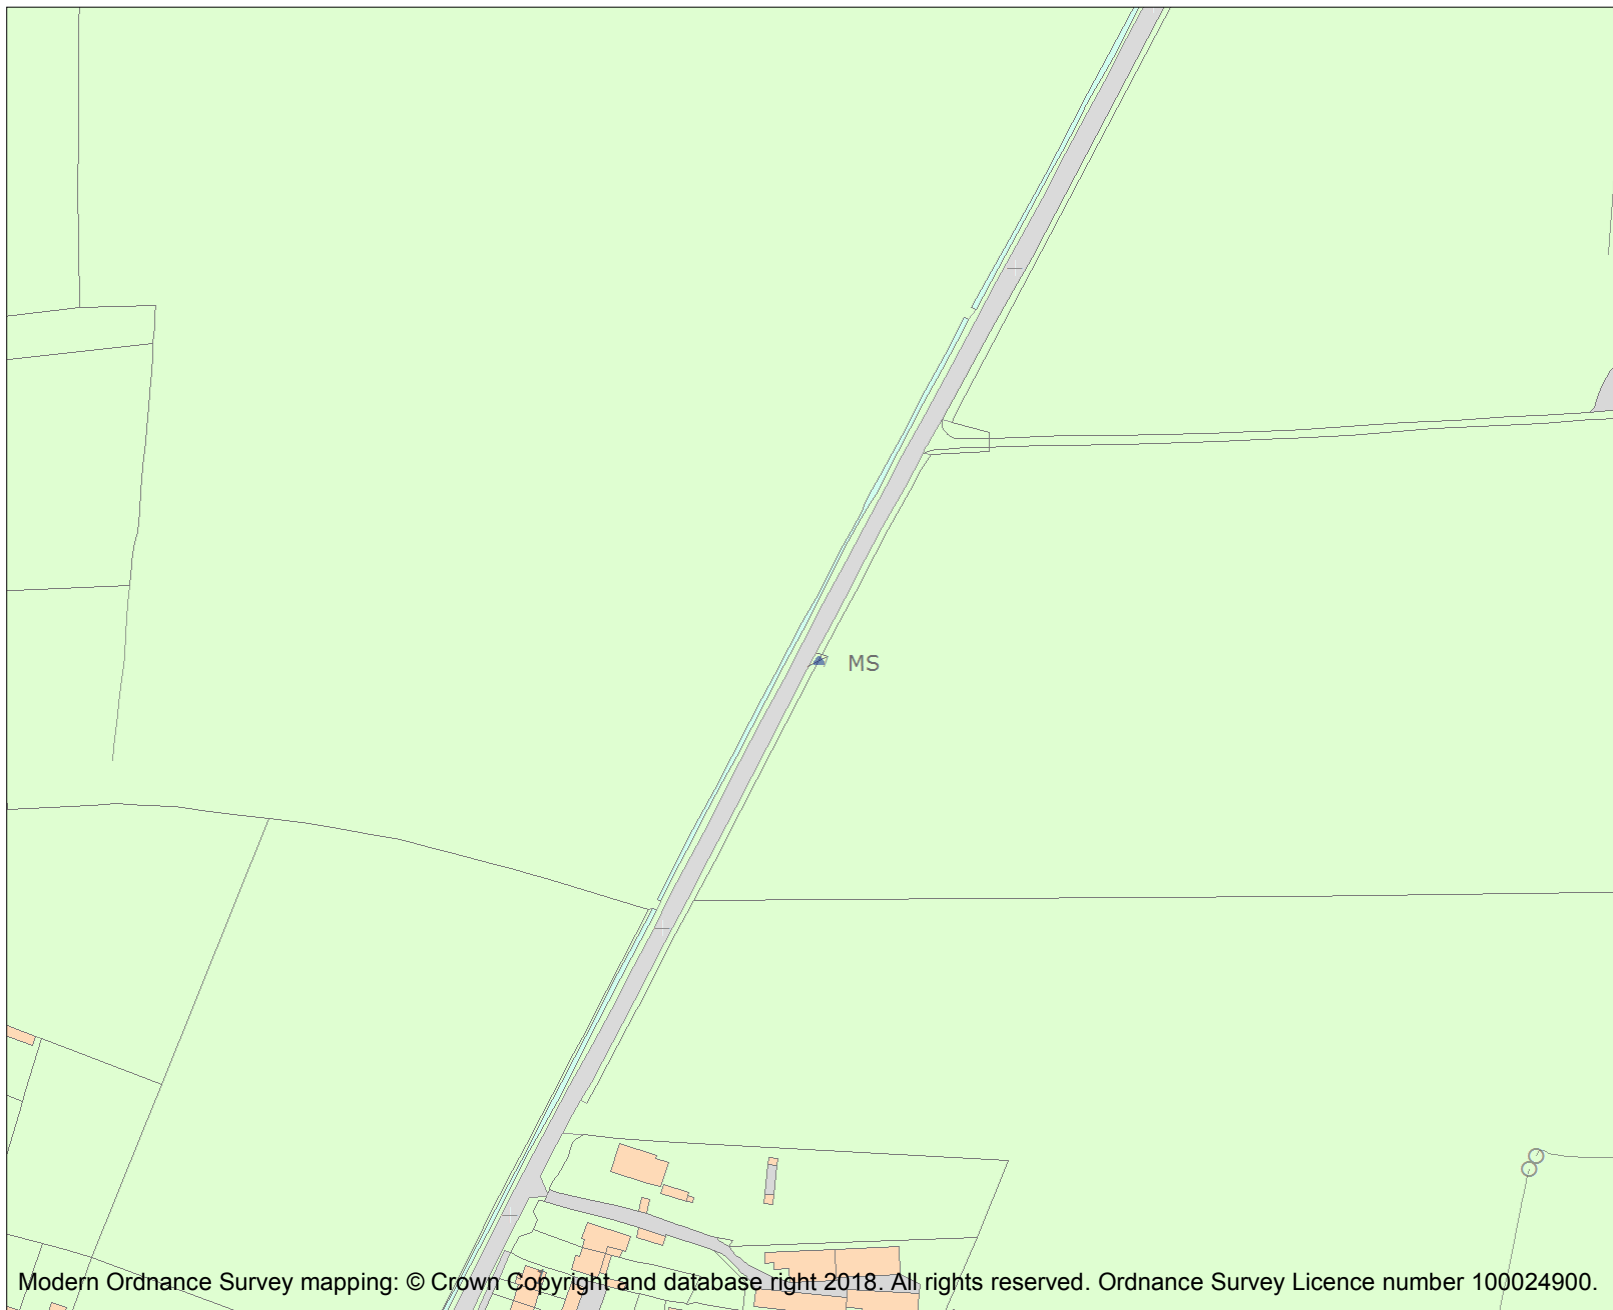 MS
Modern Ordnance Survey mapping: © Crown Copyright and database right 2018. All rights reserved. Ordnance Survey Licence number 100024900.